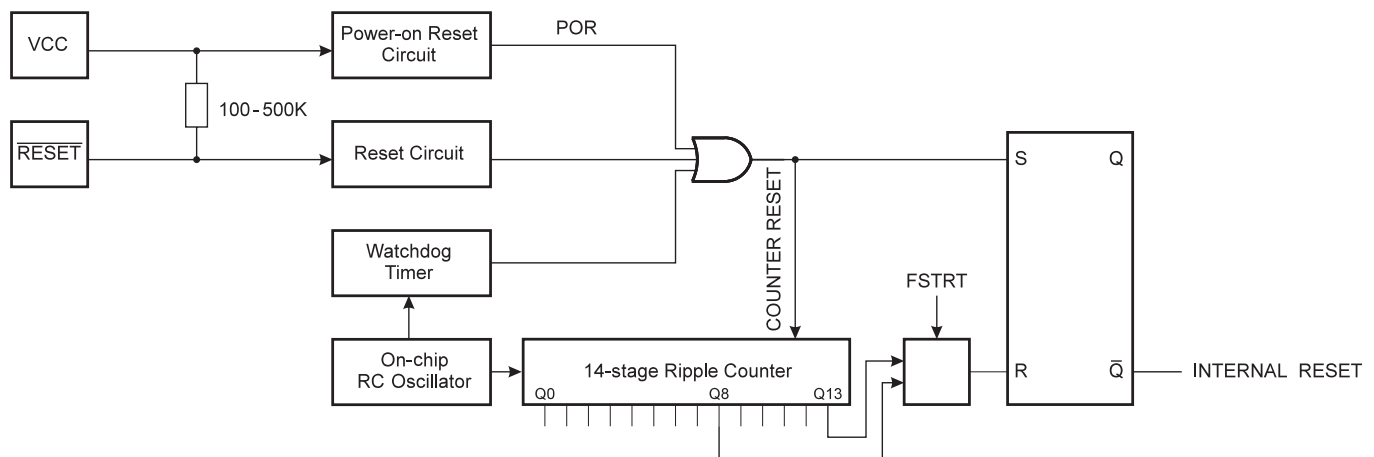 VCC
Power-on Reset
Circuit
POR
100-500K
RESET
Reset Circuit
S
Q
COUNTER RESET
Watchdog
Timer
FSTRT
On-chip
RC Oscillator
14-stage Ripple Counter
Q0
Q8
Q13
R
Q
INTERNAL RESET